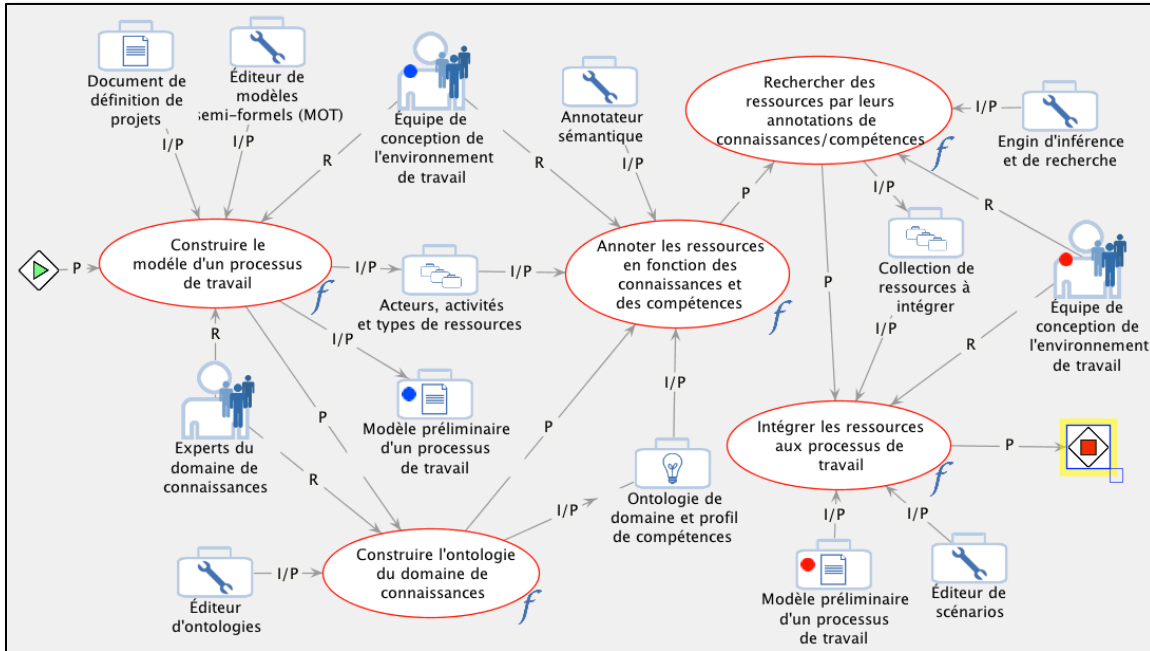 Document de
définition de
projets
Éditeur de
modèles
semi-formels (MOT)
Équipe de
conception de
l'environnement
de travail
Annotateur
sémantique
Rechercher des
ressources par leurs
annotations de
connaissances/compétences
f
I/P
Engin d'inférence
et de recherche
I/P
I/P
R
R
I/P
P
I/P
R
P
Construire le
modéle d'un processus
de travail
f
I/P
Acteurs, activités
et types de ressources
I/P
Annoter les ressources
en fonction des
connaissances et
des compétences
f
P
Collection de
ressources à
intégrer
I/P
R
Équipe de
conception de
l'environnement
de travail
R
I/P
P
Experts du
domaine de
connaissances
R
Modèle préliminaire
d'un processus
de travail
P
I/P
Ontologie de
domaine et profil
de compétences
Intégrer les ressources
aux processus de
travail
f
P
I/P
Éditeur
d'ontologies
I/P
Construire l'ontologie
du domaine de
connaissances
f
I/P
I/P
Modèle préliminaire
d'un processus
de travail
Éditeur de
scénarios